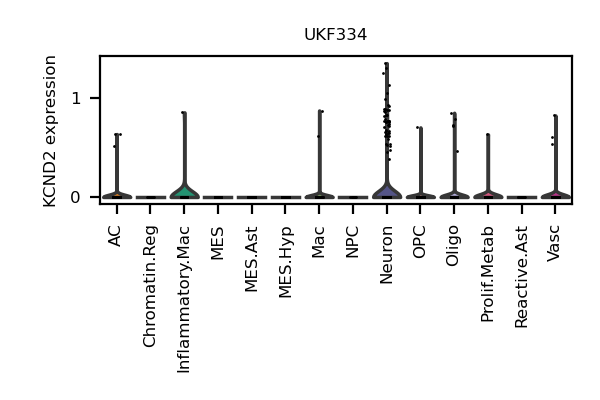 UKF334
KCND2 expression
1
0
AC
Chromatin.Reg
Inflammatory.Mac
MES
MES.Ast
MES.Hyp
Mac
NPC
Neuron
OPC
Oligo
Prolif.Metab
Reactive.Ast
Vasc